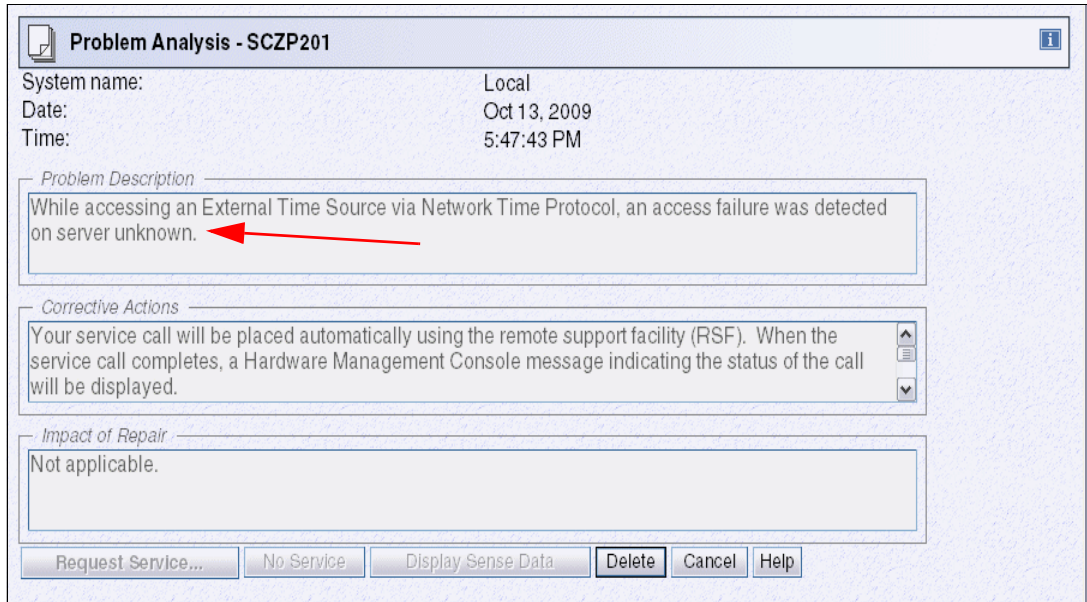 Problem Analysis - SCZP201
System name: Local
Date: Oct 13, 2009
Time: 5:47:43 PM
Problem Description
While accessing an External Time Source via Network Time Protocol, an access failure was detected
on server unknown.
Corrective Actions
Your service call will be placed automatically using the remote support facility (RSF). When the
service call completes, a Hardware Management Console message indicating the status of the call
will be displayed.
Impact of Repair
Not applicable.
Request Service... No Service Display Sense Data Delete Cancel Help